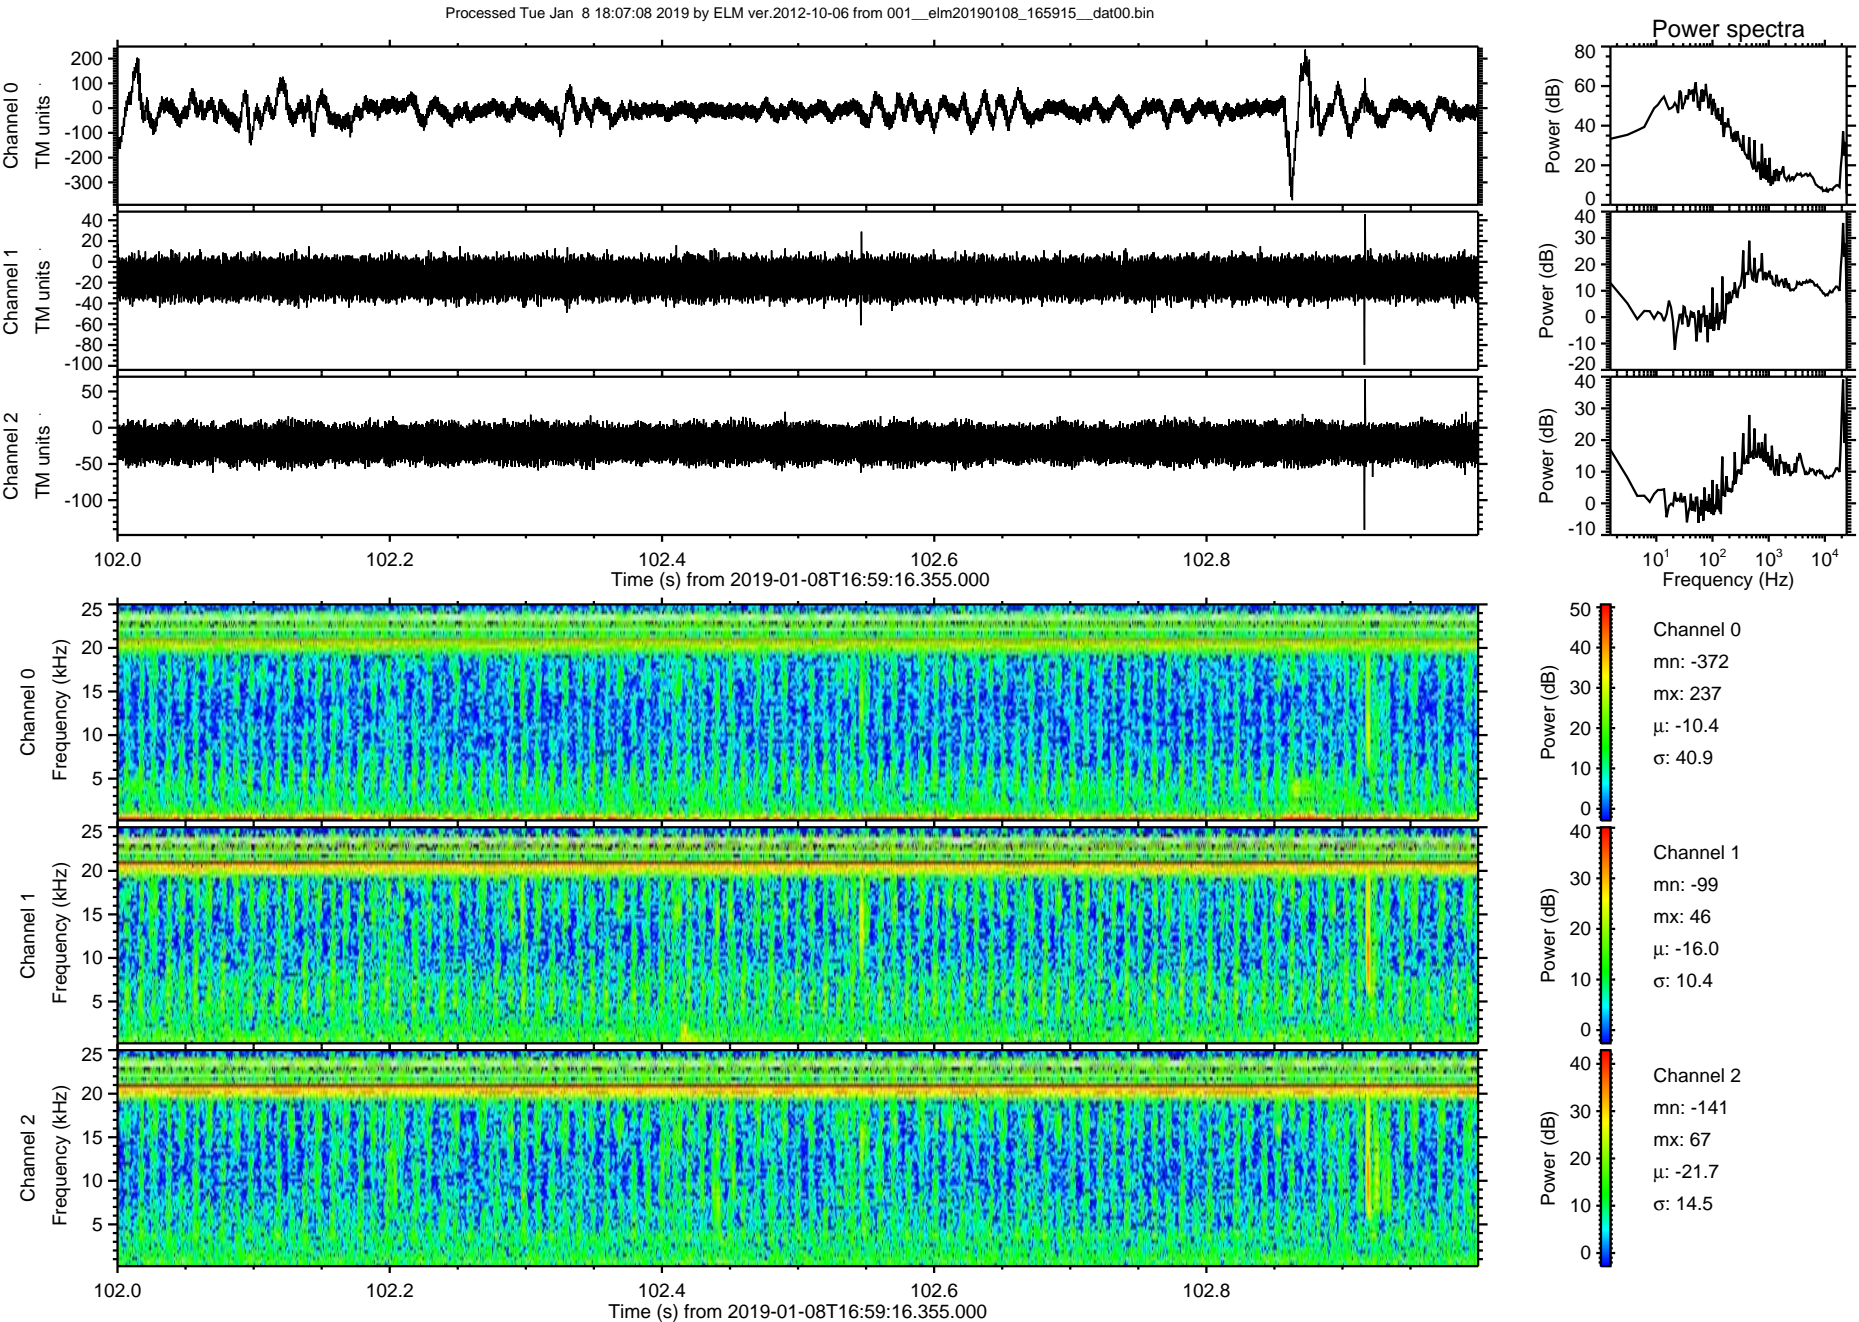 Processed Tue Jan  8 18:07:08 2019 by ELM ver.2012-10-06 from 001__elm20190108_165915__dat00.bin
Power spectra
Channel 0
TM units
200
100
0
-100
-200
-300
Power (dB)
80
60
40
20
0
Channel 1
TM units
40
20
0
-20
-40
-60
-80
-100
Power (dB)
40
30
20
10
0
-10
-20
Channel 2
TM units
50
0
-50
-100
Power (dB)
40
30
20
10
0
-10
102.0 102.2 102.4 102.6 102.8
Time (s) from 2019-01-08T16:59:16.355.000
10¹ 10² 10³ 10⁴
Frequency (Hz)
Channel 0
Frequency (kHz)
25
20
15
10
5
Power (dB)
50
40
30
20
10
0
Channel 0
mn: -372
mx: 237
μ: -10.4
σ: 40.9
Channel 1
Frequency (kHz)
25
20
15
10
5
Power (dB)
40
30
20
10
0
Channel 1
mn: -99
mx: 46
μ: -16.0
σ: 10.4
Channel 2
Frequency (kHz)
25
20
15
10
5
Power (dB)
40
30
20
10
0
Channel 2
mn: -141
mx: 67
μ: -21.7
σ: 14.5
102.0 102.2 102.4 102.6 102.8
Time (s) from 2019-01-08T16:59:16.355.000